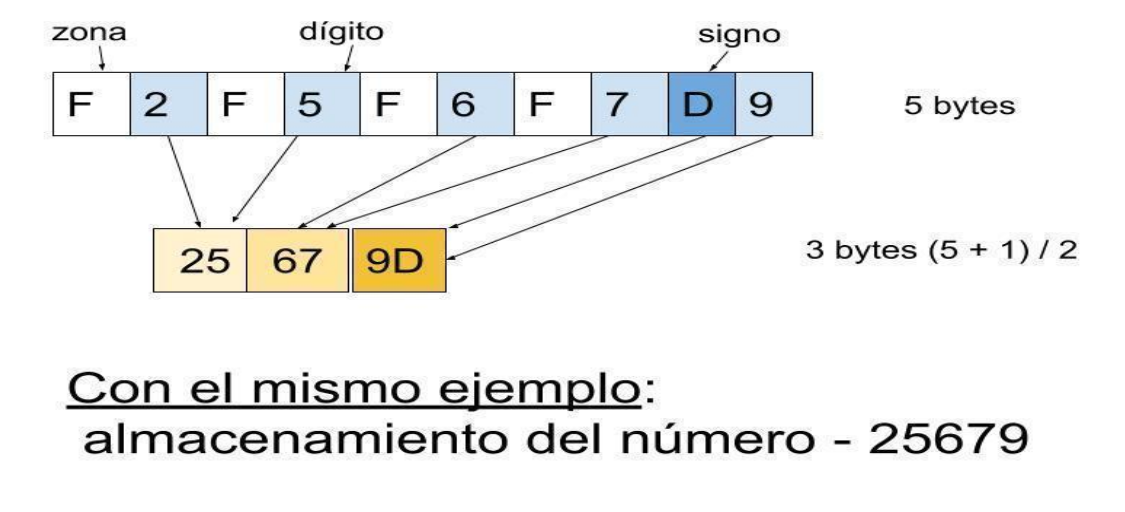 zona dígito signo
F 2 F 5 F 6 F 7 D 9 5 bytes
25 67 9D 3 bytes (5 + 1) / 2
Con el mismo ejemplo:
almacenamiento del número - 25679